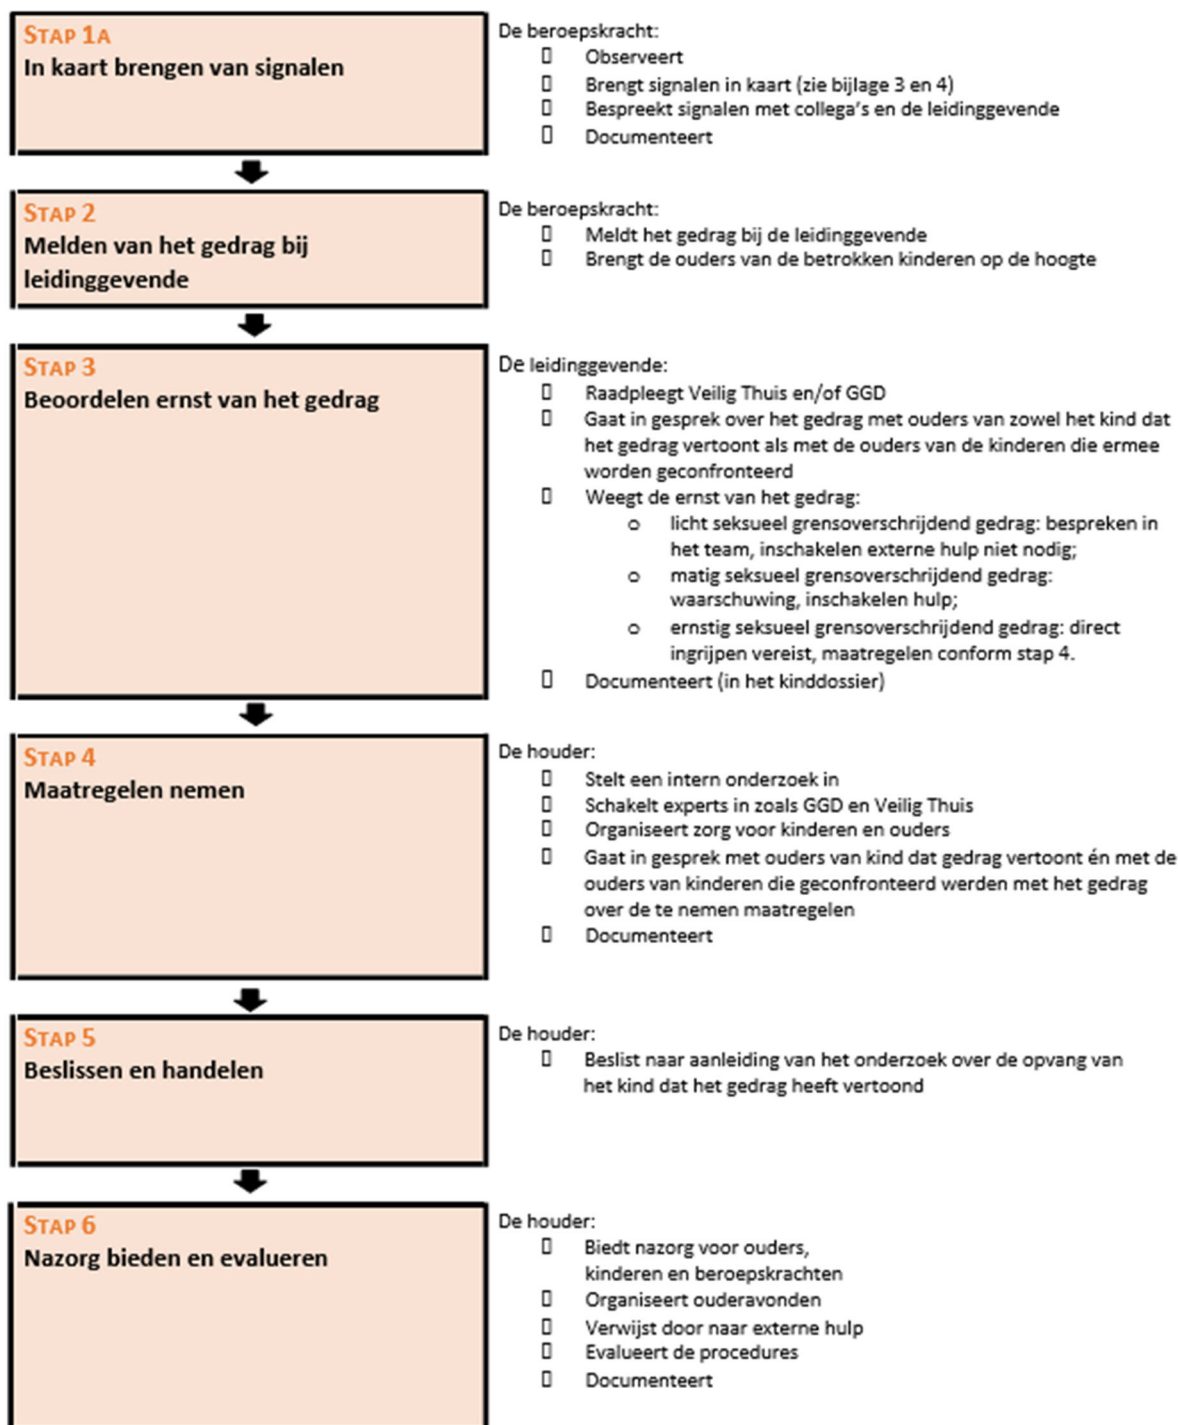 STAP 1A
In kaart brengen van signalen
De beroepskracht:
Observeert
Brengt signalen in kaart (zie bijlage 3 en 4)
Bespreekt signalen met collega's en de leidinggevende
Documenteert
STAP 2
Melden van het gedrag bij
leidinggevende
De beroepskracht:
Meldt het gedrag bij de leidinggevende
Brengt de ouders van de betrokken kinderen op de hoogte
STAP 3
Beoordelen ernst van het gedrag
De leidinggevende:
Raadpleegt Veilig Thuis en/of GGD
Gaat in gesprek over het gedrag met ouders van zowel het kind dat
het gedrag vertoont als met de ouders van de kinderen die ermee
worden geconfronteerd
Weegt de ernst van het gedrag:
o licht seksueel grensoverschrijdend gedrag: bespreken in
het team, inschakelen externe hulp niet nodig;
o matig seksueel grensoverschrijdend gedrag:
waarschuwing, inschakelen hulp;
o ernstig seksueel grensoverschrijdend gedrag: direct
ingrijpen vereist, maatregelen conform stap 4.
Documenteert (in het kinddossier)
STAP 4
Maatregelen nemen
De houder:
Stelt een intern onderzoek in
Schakelt experts in zoals GGD en Veilig Thuis
Organiseert zorg voor kinderen en ouders
Gaat in gesprek met ouders van kind dat gedrag vertoont én met de
ouders van kinderen die geconfronteerd werden met het gedrag
over de te nemen maatregelen
Documenteert
STAP 5
Beslissen en handelen
De houder:
Beslist naar aanleiding van het onderzoek over de opvang van
het kind dat het gedrag heeft vertoond
STAP 6
Nazorg bieden en evalueren
De houder:
Biedt nazorg voor ouders,
kinderen en beroepskrachten
Organiseert ouderavonden
Verwijst door naar externe hulp
Evalueert de procedures
Documenteert